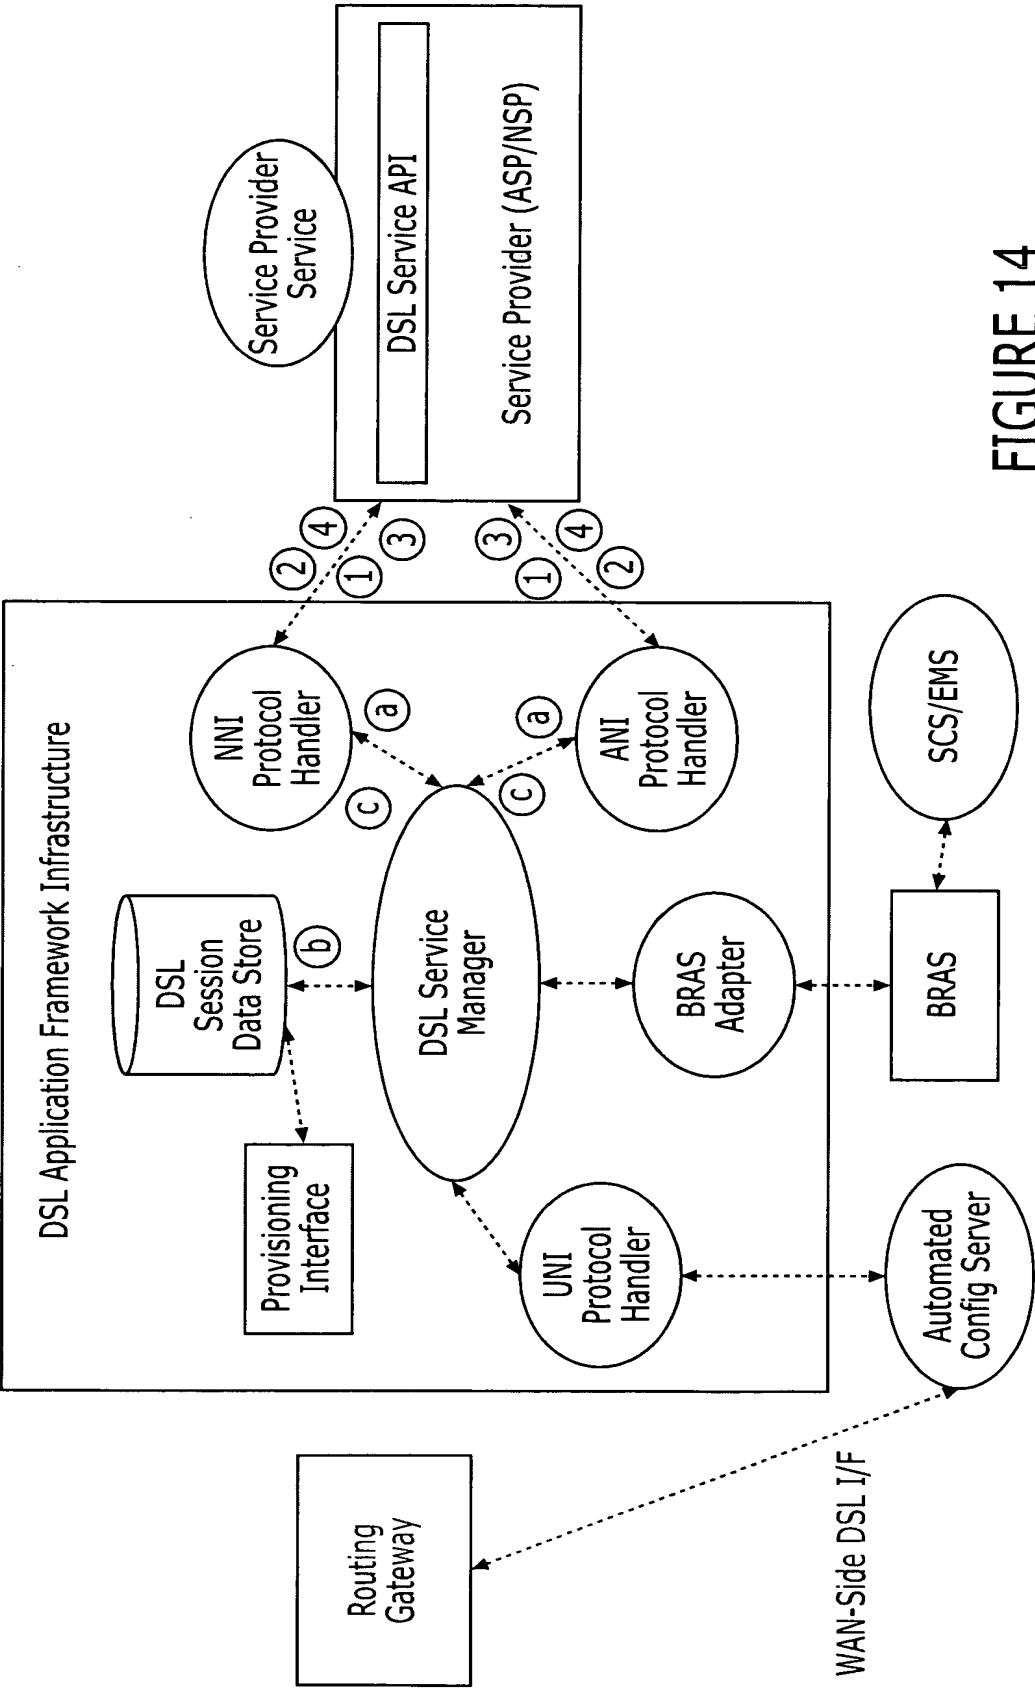 DSL Application Framework Infrastructure
Routing
Gateway
WAN-Side DSL I/F
Provisioning
Interface
DSL
Session
Data Store
b
DSL Service
Manager
UNI
Protocol
Handler
Automated
Config Server
BRAS
Adapter
BRAS
SCS/EMS
NNI
Protocol
Handler
a
c
ANI
Protocol
Handler
a
c
2
4
1
3
3
1
4
2
Service Provider
Service
DSL Service API
Service Provider (ASP/NSP)
FIGURE 14